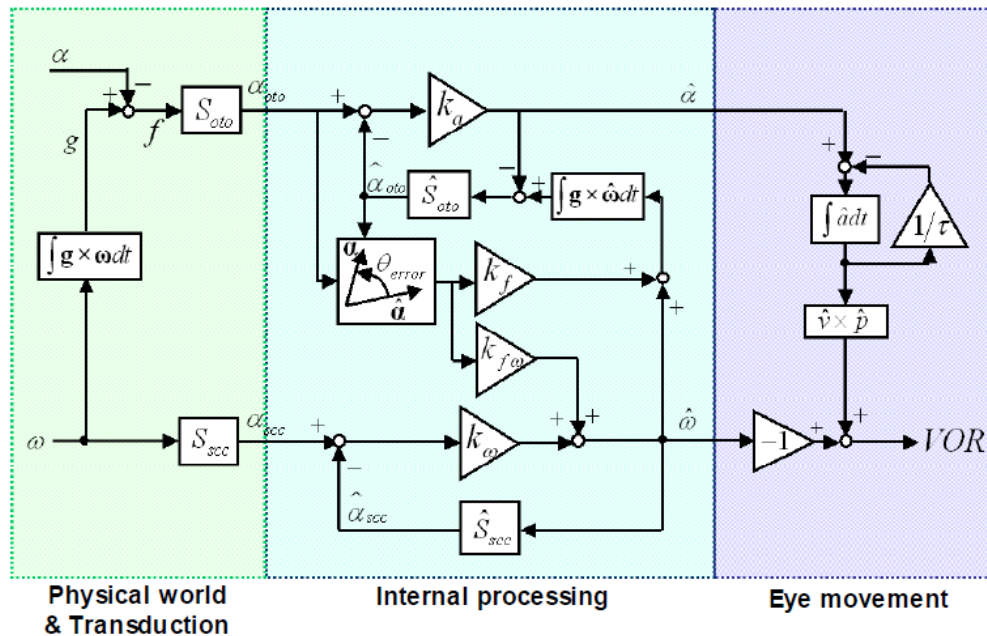 α
−
+
g
f
S_oto
α_oto
∫g×ωdt
ω
S_scc
α_scc
+
−
k_a
α̂
α̂_oto
Ŝ_oto
−
+
∫g×ω̂dt
α
θ_error
α̂
k_f
+
+
k_fω
+
−
k_ω
+
+
ω̂
α̂_scc
Ŝ_scc
+
−
∫âdt
1/τ
v̂×p̂
−1
+
+
VOR
Physical world
& Transduction
Internal processing
Eye movement